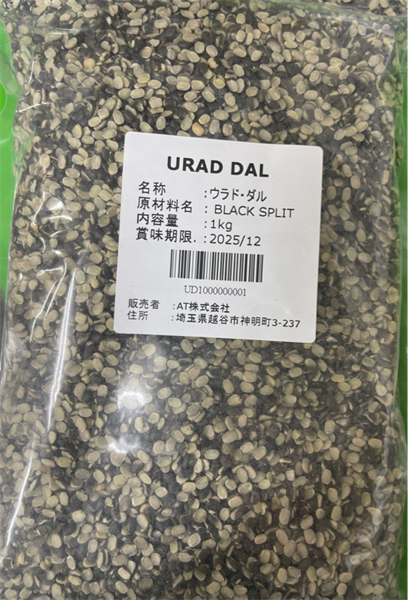 URAD DAL
名称 :ウラド・ダル
原材料名 : BLACK SPLIT
内容量 :1kg
賞味期限. :2025/12
UD1000000001
販売者 :AT株式会社
住所 :埼玉県越谷市神明町3-237